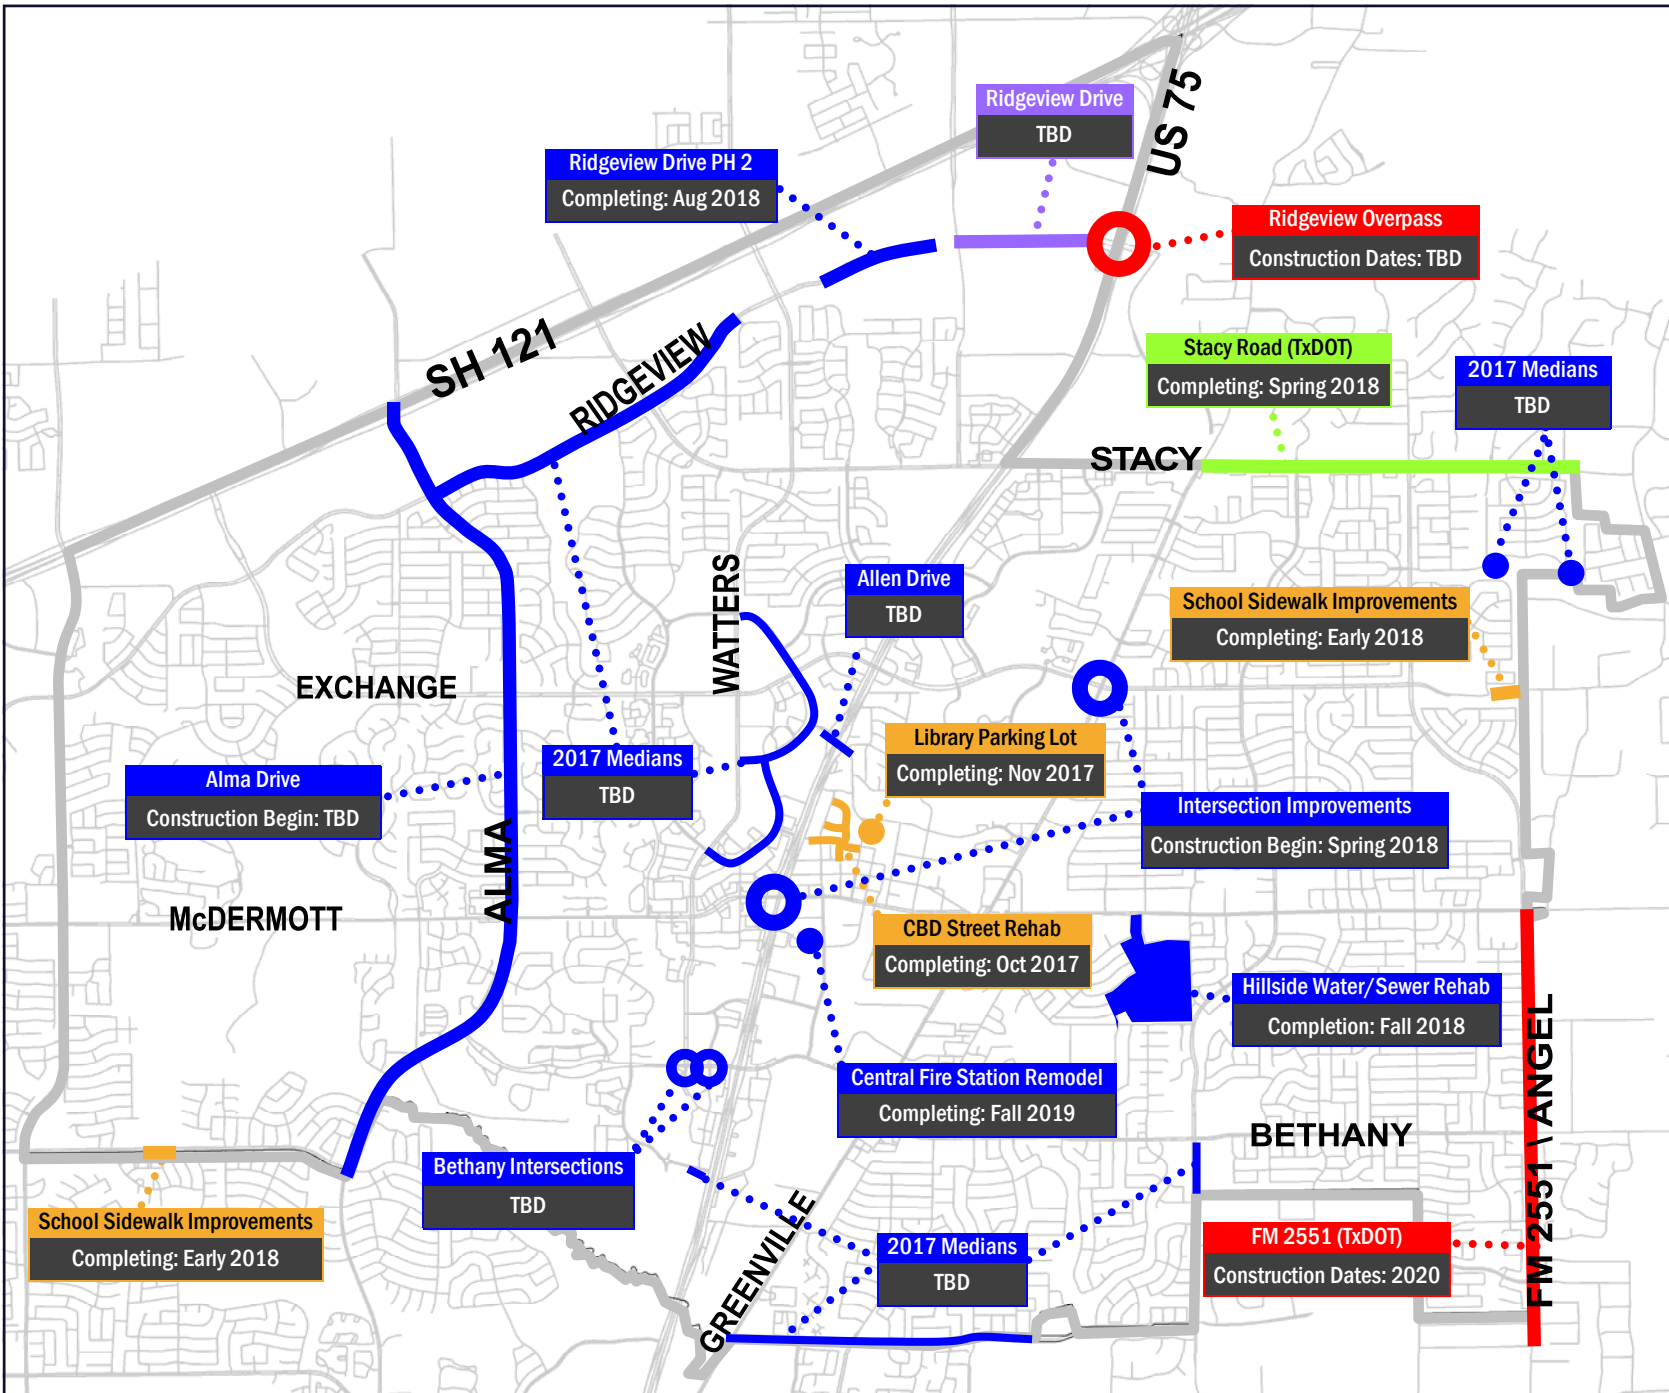 US 75
Ridgeview Drive
TBD
Ridgeview Drive PH 2
Completing: Aug 2018
Ridgeview Overpass
Construction Dates: TBD
SH 121
RIDGEVIEW
Stacy Road (TxDOT)
Completing: Spring 2018
2017 Medians
TBD
STACY
WATTERS
Allen Drive
TBD
School Sidewalk Improvements
Completing: Early 2018
EXCHANGE
Library Parking Lot
Completing: Nov 2017
2017 Medians
TBD
Alma Drive
Construction Begin: TBD
Intersection Improvements
Construction Begin: Spring 2018
ALMA
McDERMOTT
CBD Street Rehab
Completing: Oct 2017
Hillside Water/Sewer Rehab
Completion: Fall 2018
Central Fire Station Remodel
Completing: Fall 2019
BETHANY
FM 2551 \ ANGEL
Bethany Intersections
TBD
School Sidewalk Improvements
Completing: Early 2018
GREENVILLE
2017 Medians
TBD
FM 2551 (TxDOT)
Construction Dates: 2020